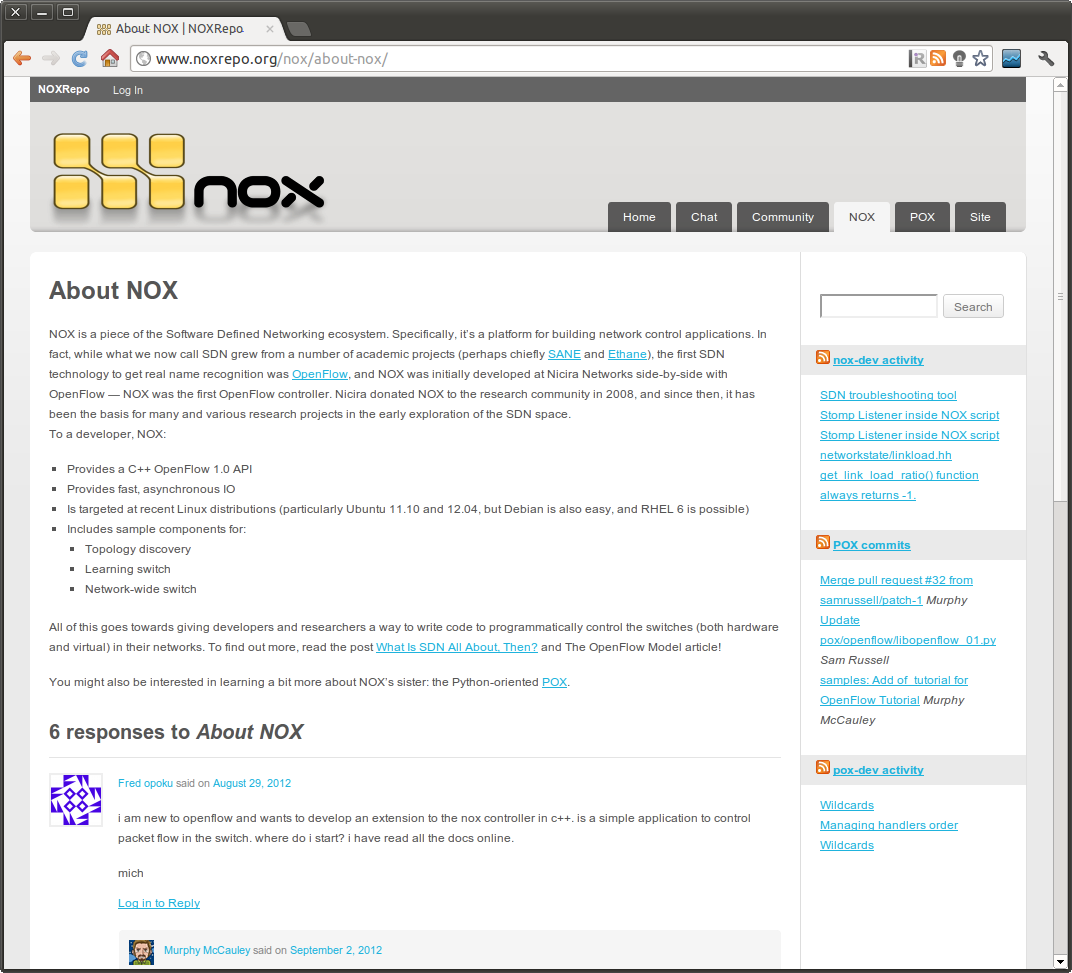 About NOX | NOXRepo
www.noxrepo.org/nox/about-nox/
NOXRepo Log In
nox
Home Chat Community NOX POX Site
About NOX
NOX is a piece of the Software Defined Networking ecosystem. Specifically, it's a platform for building network control applications. In
fact, while what we now call SDN grew from a number of academic projects (perhaps chiefly SANE and Ethane), the first SDN
technology to get real name recognition was OpenFlow, and NOX was initially developed at Nicira Networks side-by-side with
OpenFlow — NOX was the first OpenFlow controller. Nicira donated NOX to the research community in 2008, and since then, it has
been the basis for many and various research projects in the early exploration of the SDN space.
To a developer, NOX:
Provides a C++ OpenFlow 1.0 API
Provides fast, asynchronous IO
Is targeted at recent Linux distributions (particularly Ubuntu 11.10 and 12.04, but Debian is also easy, and RHEL 6 is possible)
Includes sample components for:
Topology discovery
Learning switch
Network-wide switch
All of this goes towards giving developers and researchers a way to write code to programmatically control the switches (both hardware
and virtual) in their networks. To find out more, read the post What Is SDN All About, Then? and The OpenFlow Model article!
You might also be interested in learning a bit more about NOX's sister: the Python-oriented POX.
6 responses to About NOX
Fred opoku said on August 29, 2012
i am new to openflow and wants to develop an extension to the nox controller in c++. is a simple application to control
packet flow in the switch. where do i start? i have read all the docs online.
mich
Log in to Reply
Murphy McCauley said on September 2, 2012
Search
nox-dev activity
SDN troubleshooting tool
Stomp Listener inside NOX script
Stomp Listener inside NOX script
networkstate/linkload.hh
get_link_load_ratio() function
always returns -1.
POX commits
Merge pull request #32 from
samrussell/patch-1 Murphy
Update
pox/openflow/libopenflow_01.py
Sam Russell
samples: Add of_tutorial for
OpenFlow Tutorial Murphy
McCauley
pox-dev activity
Wildcards
Managing handlers order
Wildcards